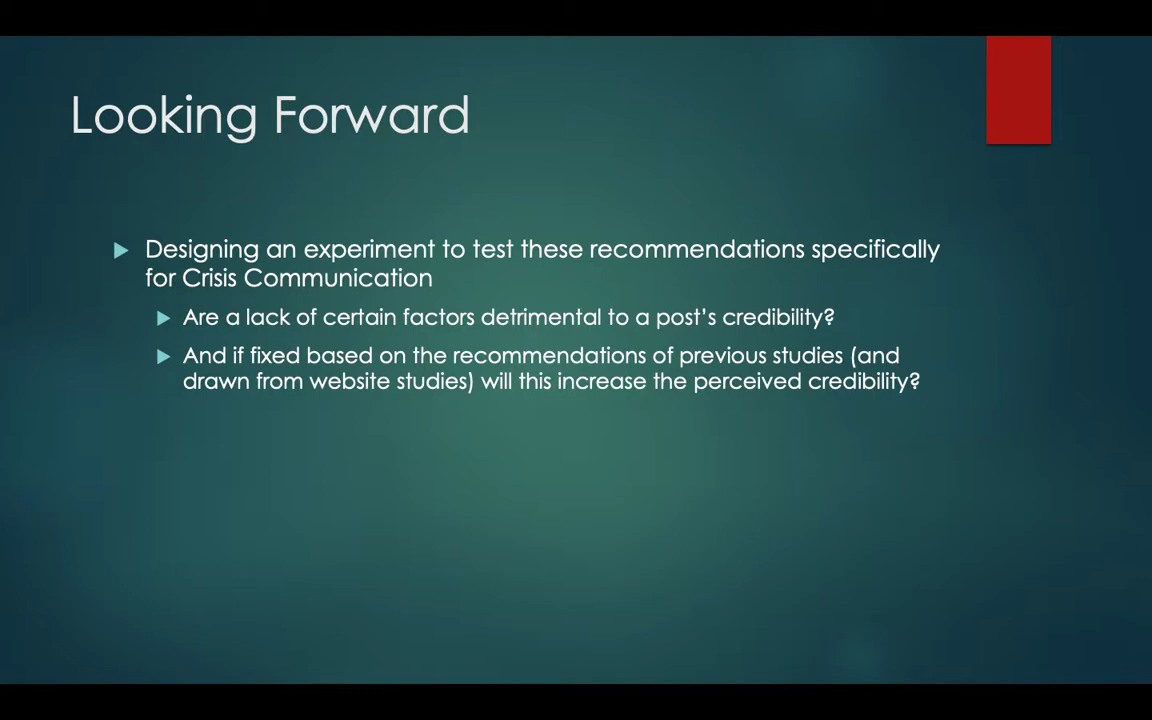 Looking Forward
Designing an experiment to test these recommendations specifically
for Crisis Communication
Are a lack of certain factors detrimental to a post's credibility?
And if fixed based on the recommendations of previous studies (and
drawn from website studies) will this increase the perceived credibility?